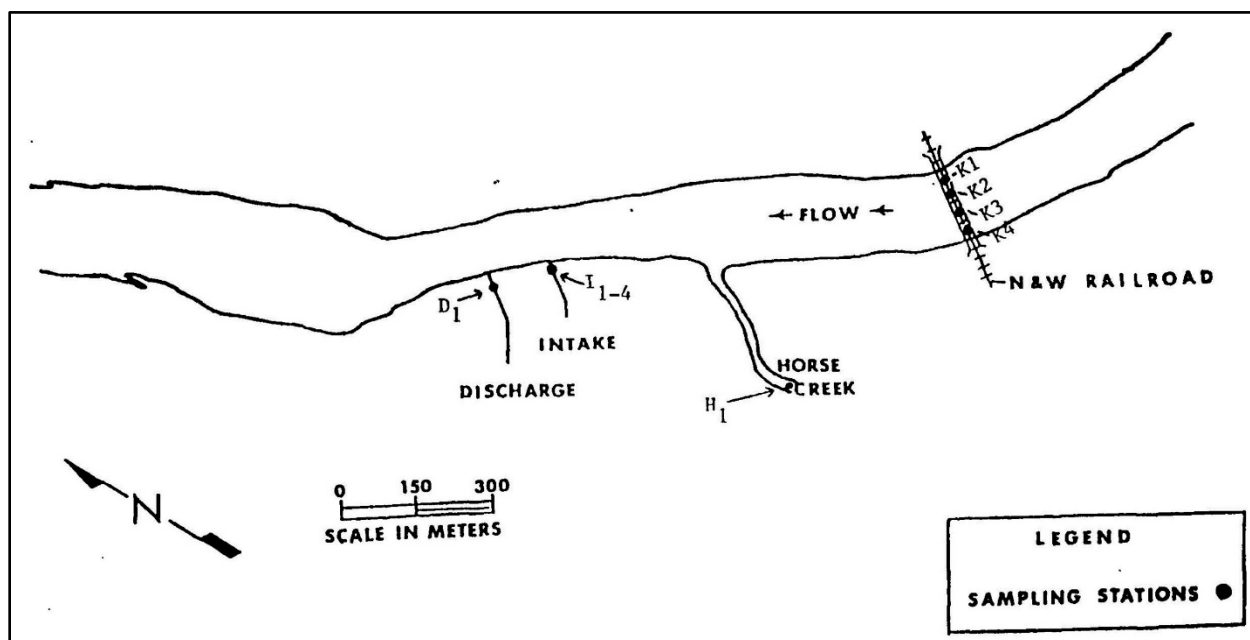 K1
K2
K3
K4
← FLOW ←
N&W RAILROAD
D1
I1-4
INTAKE
DISCHARGE
HORSE
CREEK
H1
N
0 150 300
SCALE IN METERS
LEGEND
SAMPLING STATIONS